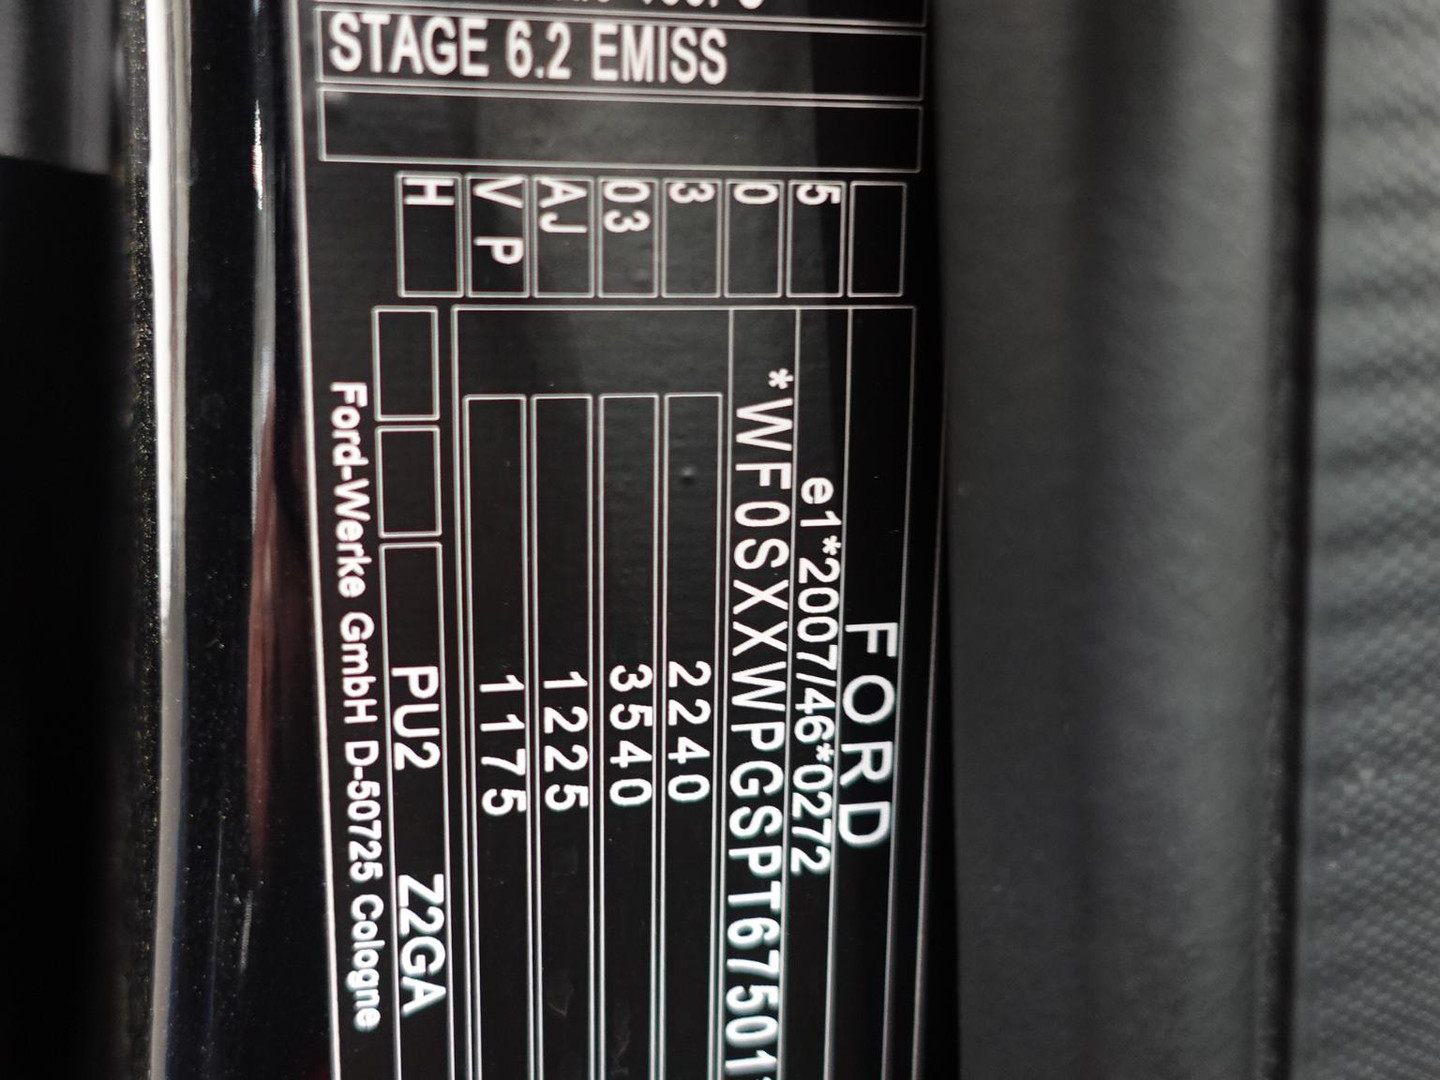 STAGE 6.2 EMISS
FORD
e1*2007/46*0272
*WF0SXXWPGSPT67501
2240
3540
1225
1175
PU2 Z2GA
Ford-Werke GmbH D-50725 Cologne
5
0
3
03
AJ
V P
H